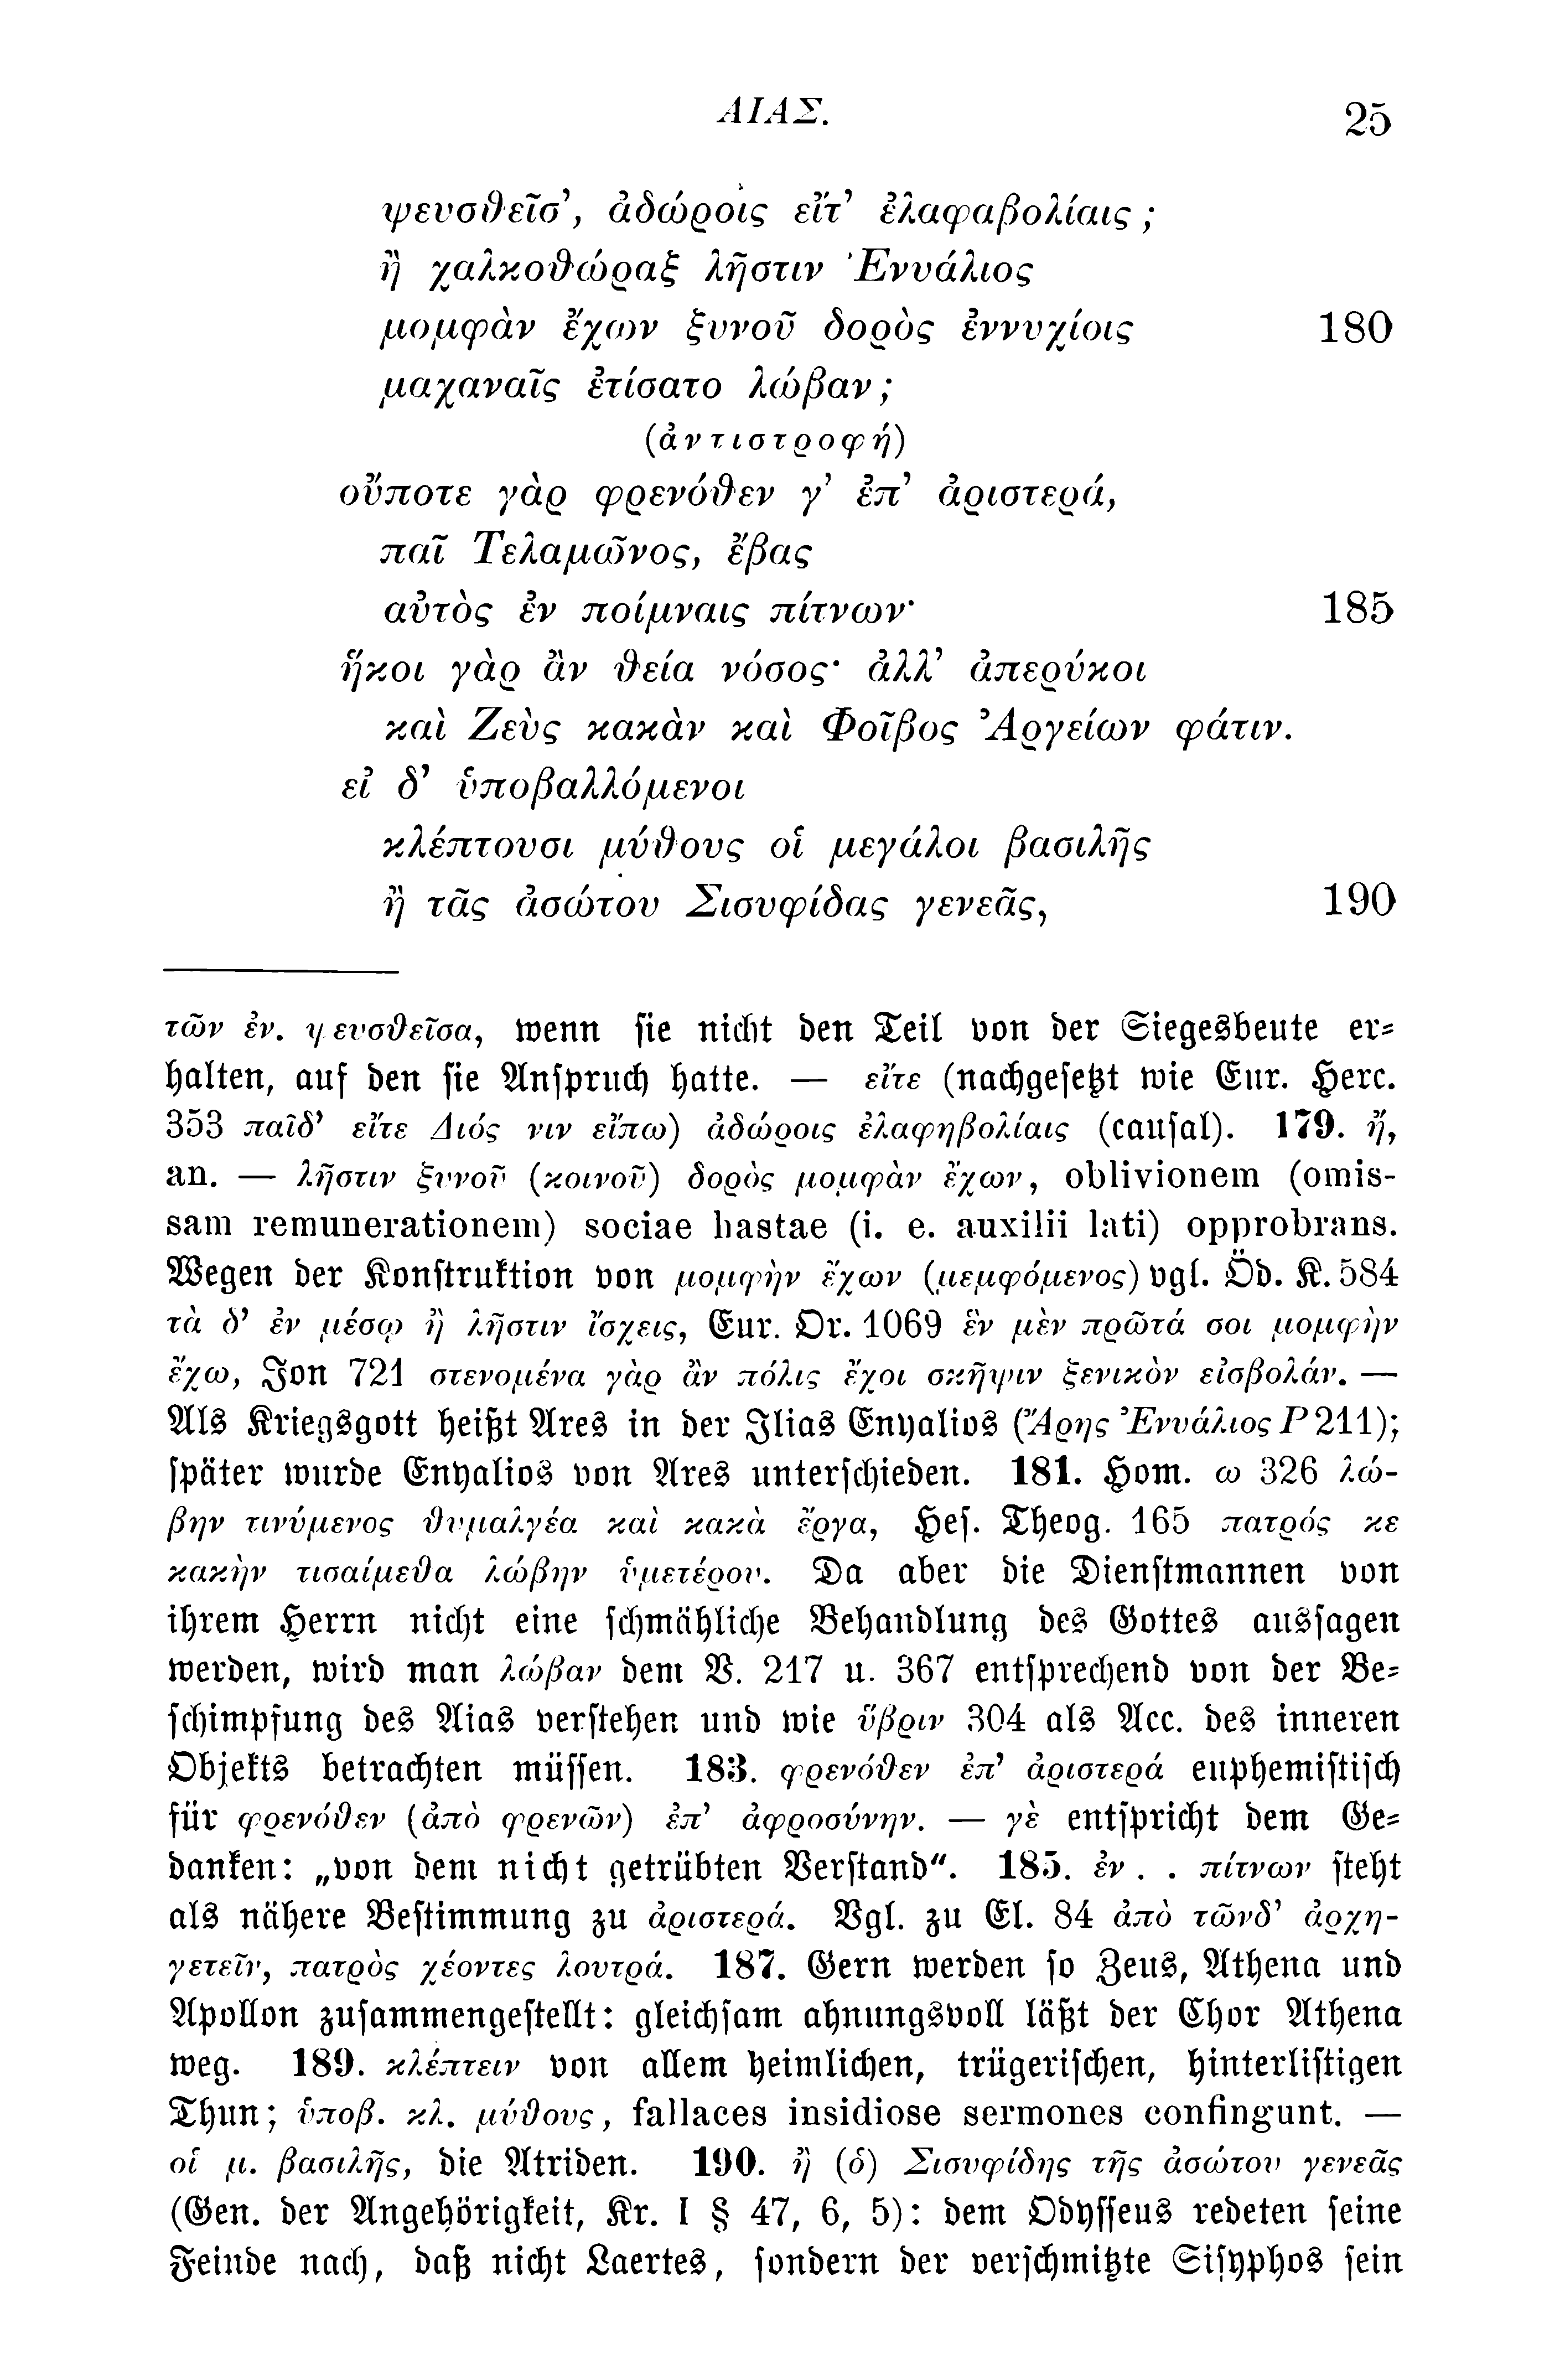 ΑΙΑΣ. 25
ψευσθεῖσ’, ἀδώροις εἴτ’ ἐλαφαβολίαις;
ἢ χαλκοθώραξ λῆστιν Ἐνυάλιος
μομφὰν ἔχων ξυνοῦ δορὸς ἐννυχίοις 180
μαχαναῖς ἐτίσατο λώβαν;
(ἀντιστροφή)
οὔποτε γὰρ φρενόθεν γ’ ἐπ’ ἀριστερά,
παῖ Τελαμῶνος, ἔβας
αὐτὸς ἐν ποίμναις πίτνων· 185
ἥκοι γὰρ ἂν θεία νόσος· ἀλλ’ ἀπερύκοι
καὶ Ζεὺς κακὰν καὶ Φοῖβος Ἀργείων φάτιν.
εἰ δ’ ὑποβαλλόμενοι
κλέπτουσι μύθους οἱ μεγάλοι βασιλῆς
ἢ τᾶς ἀσώτου Σισυφίδας γενεᾶς, 190
τῶν ἐν. ψευσθεῖσα, wenn sie nicht den Teil von der Siegesbeute er-
halten, auf den sie Anspruch hatte. — εἴτε (nachgesetzt wie Eur. Herc.
353 παῖδ’ εἴτε Διός νιν εἴπω) ἀδώροις ἐλαφηβολίαις (causal). 179. ἤ,
an. — λῆστιν ξυνοῦ (κοινοῦ) δορὸς μομφὰν ἔχων, oblivionem (omis-
sam remunerationem) sociae hastae (i. e. auxilii lati) opprobrans.
Wegen der Konstruktion von μομφὴν ἔχων (μεμφόμενος) vgl. Öd. K. 584
τὰ δ’ ἐν μέσῳ ἢ λῆστιν ἴσχεις, Eur. Or. 1069 ἓν μὲν πρῶτά σοι μομφὴν
ἔχω, Jon 721 στενομένα γὰρ ἂν πόλις ἔχοι σκῆψιν ξενικὸν εἰσβολάν. —
Als Kriegsgott heißt Ares in der Ilias Enyalios (Ἄρης Ἐνυάλιος Ρ 211);
später wurde Enyalios von Ares unterschieden. 181. Hom. ω 326 λώ-
βην τινύμενος θυμαλγέα καὶ κακὰ ἔργα, Hes. Theog. 165 πατρός κε
κακὴν τισαίμεθα λώβην ὑμετέρου. Da aber die Dienstmannen von
ihrem Herrn nicht eine schmähliche Behandlung des Gottes aussagen
werden, wird man λώβαν dem V. 217 u. 367 entsprechend von der Be-
schimpfung des Aias verstehen und wie ὕβριν 304 als Acc. des inneren
Objekts betrachten müssen. 183. φρενόθεν ἐπ’ ἀριστερά euphemistisch
für φρενόθεν (ἀπὸ φρενῶν) ἐπ’ ἀφροσύνην. — γὲ entspricht dem Ge-
danken: „von dem nicht getrübten Verstand“. 185. ἐν . . πίτνων steht
als nähere Bestimmung zu ἀριστερά. Vgl. zu El. 84 ἀπὸ τῶνδ’ ἀρχη-
γετεῖν, πατρὸς χέοντες λουτρά. 187. Gern werden so Zeus, Athena und
Apollon zusammengestellt: gleichsam ahnungsvoll läßt der Chor Athena
weg. 189. κλέπτειν von allem heimlichen, trügerischen, hinterlistigen
Thun; ὑποβ. κλ. μύθους, fallaces insidiose sermones confingunt. —
οἱ μ. βασιλῆς, die Atriden. 190. ἢ (ὁ) Σισυφίδης τῆς ἀσώτου γενεᾶς
(Gen. der Angehörigkeit, Kr. I § 47, 6, 5): dem Odysseus redeten seine
Feinde nach, daß nicht Laertes, sondern der verschmitzte Sisyphos sein